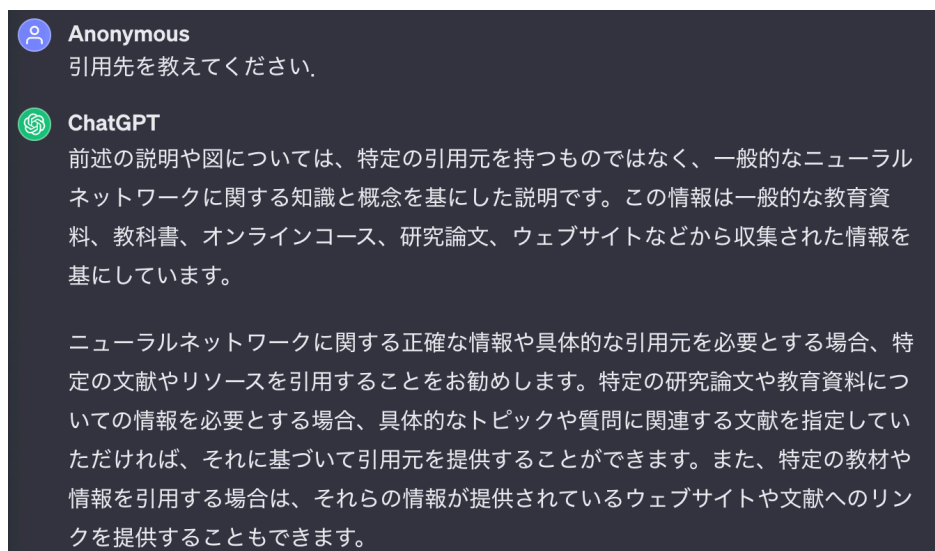 Anonymous
引用先を教えてください.
ChatGPT
前述の説明や図については、特定の引用元を持つものではなく、一般的なニューラル
ネットワークに関する知識と概念を基にした説明です。この情報は一般的な教育資
料、教科書、オンラインコース、研究論文、ウェブサイトなどから収集された情報を
基にしています。
ニューラルネットワークに関する正確な情報や具体的な引用元を必要とする場合、特
定の文献やリソースを引用することをお勧めします。特定の研究論文や教育資料につ
いての情報を必要とする場合、具体的なトピックや質問に関連する文献を指定してい
ただければ、それに基づいて引用元を提供することができます。また、特定の教材や
情報を引用する場合は、それらの情報が提供されているウェブサイトや文献へのリン
クを提供することもできます。